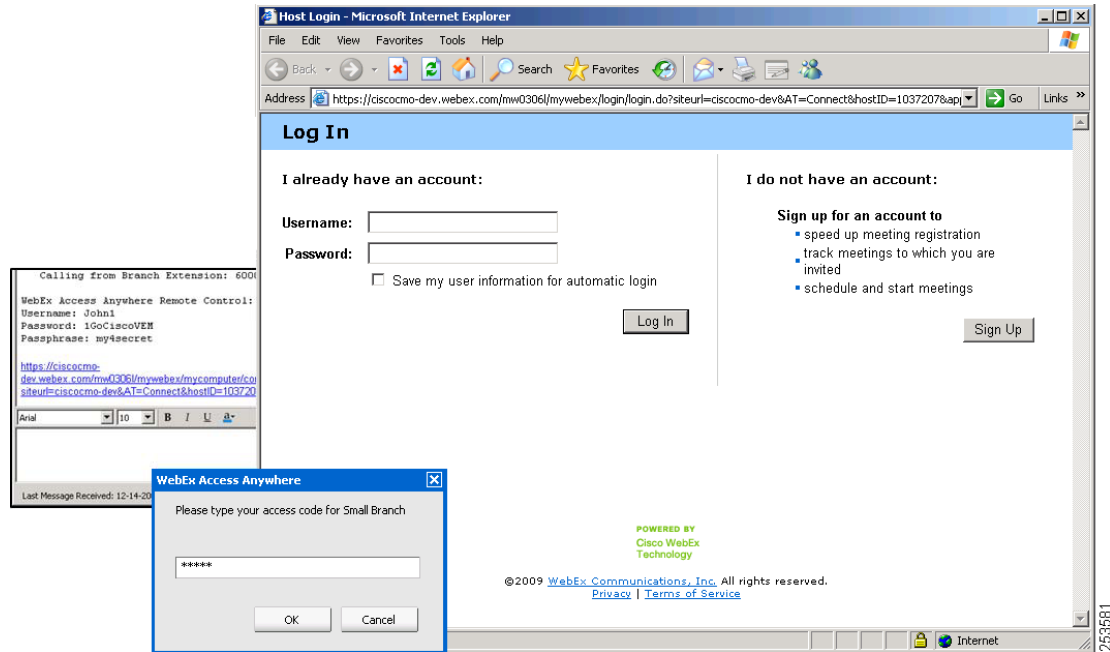 Host Login - Microsoft Internet Explorer
File Edit View Favorites Tools Help
Back Search Favorites
Address https://ciscocmo-dev.webex.com/mw0306l/mywebex/login/login.do?siteurl=ciscocmo-dev&AT=Connect&hostID=1037207&ap Go Links »
Log In
I already have an account:
Username:
Password:
Save my user information for automatic login
Log In
I do not have an account:
Sign up for an account to
speed up meeting registration
track meetings to which you are
invited
schedule and start meetings
Sign Up
Calling from Branch Extension: 600
WebEx Access Anywhere Remote Control:
Username: John1
Password: 1GoCiscoVEM
Passphrase: my4secret
https://ciscocmo-
dev.webex.com/mw0306l/mywebex/mycomputer/co
siteurl=ciscocmo-dev&AT=Connect&hostID=103720
Arial 10 B I U a
Last Message Received: 12-14-20
WebEx Access Anywhere
Please type your access code for Small Branch
*****
OK Cancel
POWERED BY
Cisco WebEx
Technology
©2009 WebEx Communications, Inc. All rights reserved.
Privacy | Terms of Service
Internet
253581